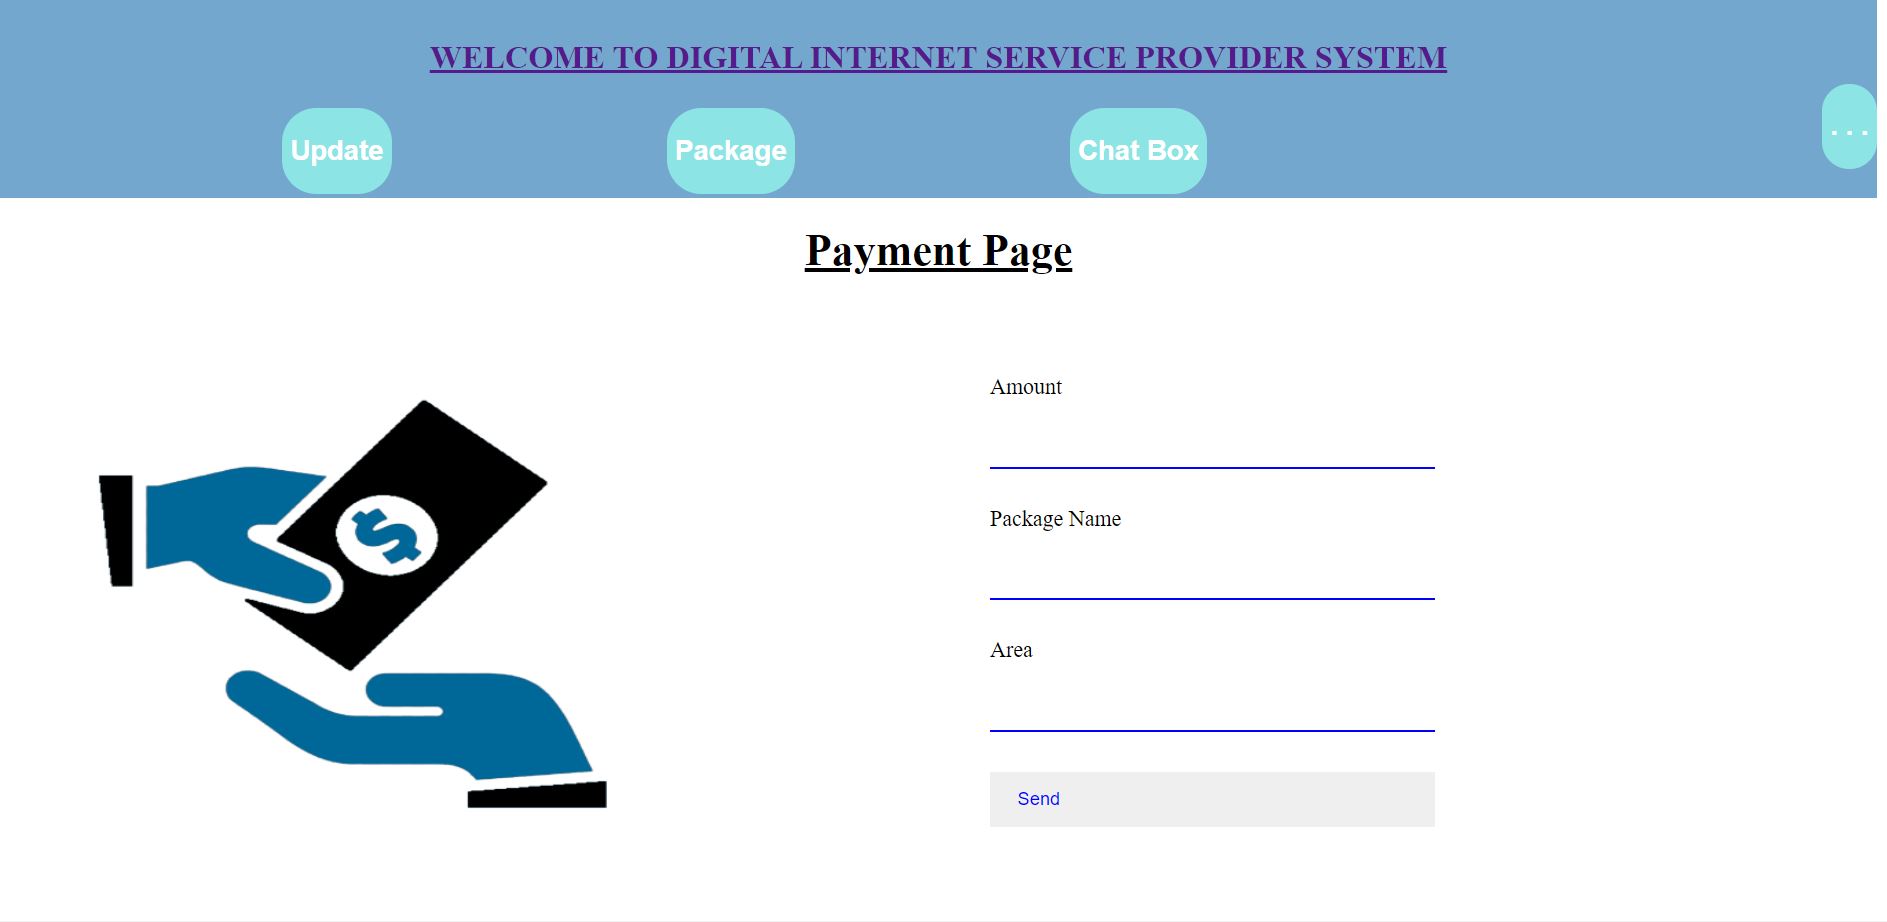 WELCOME TO DIGITAL INTERNET SERVICE PROVIDER SYSTEM
Update
Package
Chat Box
. . .
Payment Page
Amount
$
Package Name
Area
Send